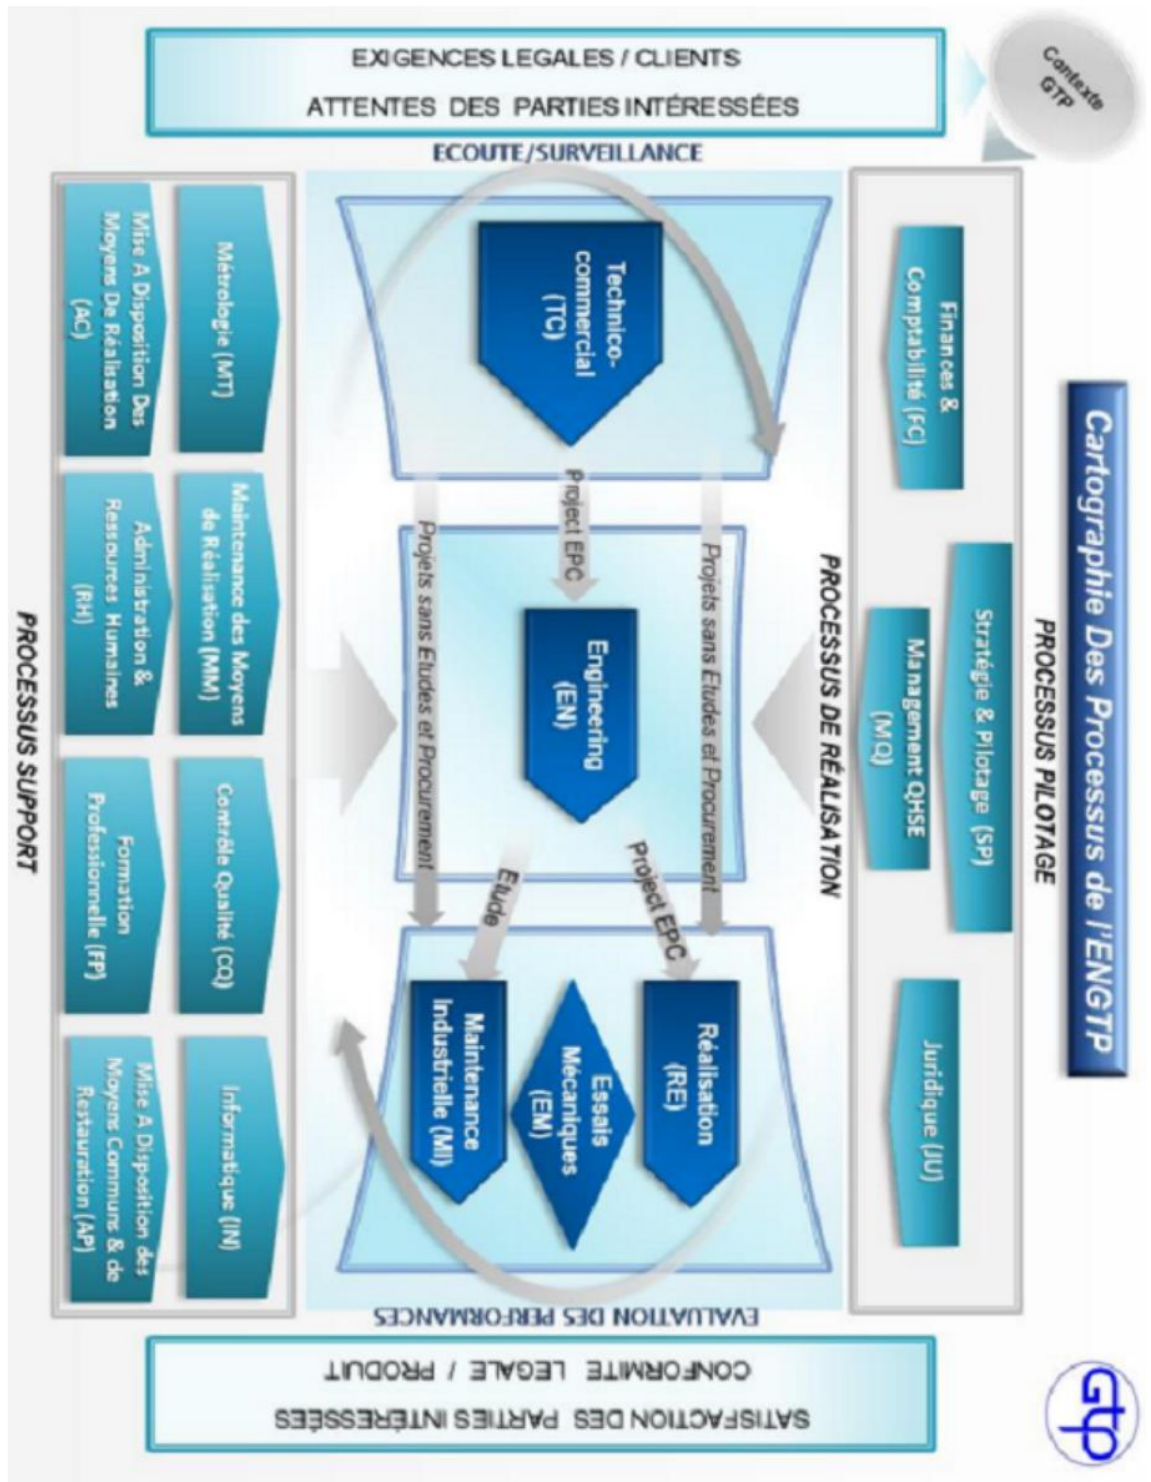 Cartographie Des Processus de l'ENGTP
Gtp
Contexte
GTP
EXIGENCES LEGALES / CLIENTS
ATTENTES DES PARTIES INTÉRESSÉES
ECOUTE/SURVEILLANCE
PROCESSUS PILOTAGE
Stratégie & Pilotage (SP)
Finances &
Comptabilité (FC)
Management QHSE
(MQ)
Juridique (JU)
PROCESSUS DE RÉALISATION
Technico-
commercial
(TC)
Projets sans Etudes et Procurement
Project EPC
Projets sans Etudes et Procurement
Engineering
(EN)
Project EPC
Etude
Réalisation
(RE)
Essais
Mécaniques
(EM)
Maintenance
Industrielle (MI)
EVALUATION DES PERFORMANCES
CONFORMITE LEGALE / PRODUIT
SATISFACTION DES PARTIES INTÉRESSÉES
Métrologie (MT)
Maintenance des Moyens
de Réalisation (MM)
Contrôle Qualité (CQ)
Informatique (IN)
Mise A Disposition Des
Moyens De Réalisation
(AC)
Administration &
Ressources Humaines
(RH)
Formation
Professionnelle (FP)
Mise A Disposition des
Moyens Communs & de
Restauration (AP)
PROCESSUS SUPPORT